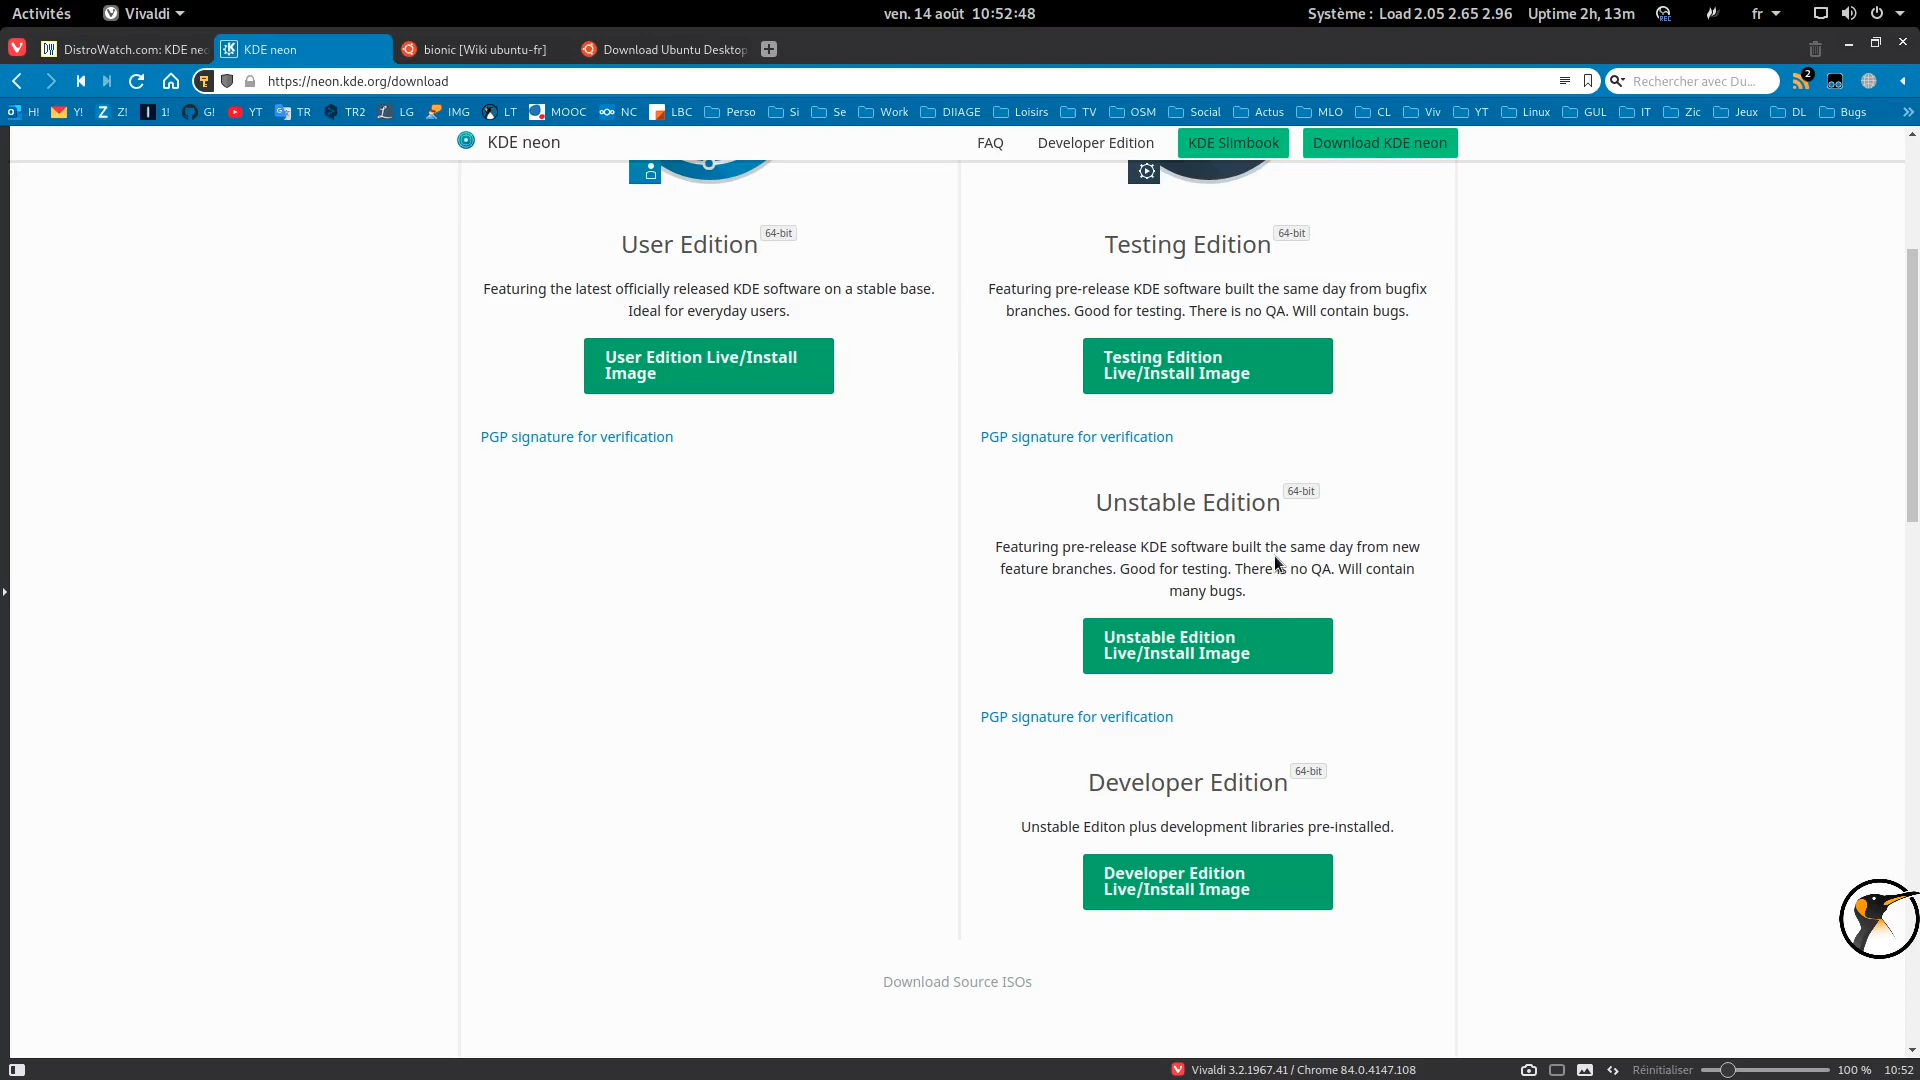 Activités
Vivaldi
ven. 14 août 10:52:48
Système : Load 2.05 2.65 2.96
Uptime 2h, 13m
REC
fr
DW DistroWatch.com: KDE neo
KDE neon
bionic [Wiki ubuntu-fr]
Download Ubuntu Desktop
https://neon.kde.org/download
Rechercher avec Du...
2
H! Y! Z! 1! G! YT TR TR2 LG IMG LT MOOC NC LBC Perso Si Se Work DIIAGE Loisirs TV OSM Social Actus MLO CL Viv YT Linux GUL IT Zic Jeux DL Bugs
KDE neon
FAQ
Developer Edition
KDE Slimbook
Download KDE neon
User Edition 64-bit
Featuring the latest officially released KDE software on a stable base.
Ideal for everyday users.
User Edition Live/Install
Image
PGP signature for verification
Testing Edition 64-bit
Featuring pre-release KDE software built the same day from bugfix
branches. Good for testing. There is no QA. Will contain bugs.
Testing Edition
Live/Install Image
PGP signature for verification
Unstable Edition 64-bit
Featuring pre-release KDE software built the same day from new
feature branches. Good for testing. There is no QA. Will contain
many bugs.
Unstable Edition
Live/Install Image
PGP signature for verification
Developer Edition 64-bit
Unstable Editon plus development libraries pre-installed.
Developer Edition
Live/Install Image
Download Source ISOs
Vivaldi 3.2.1967.41 / Chrome 84.0.4147.108
Réinitialiser
100 %
10:52